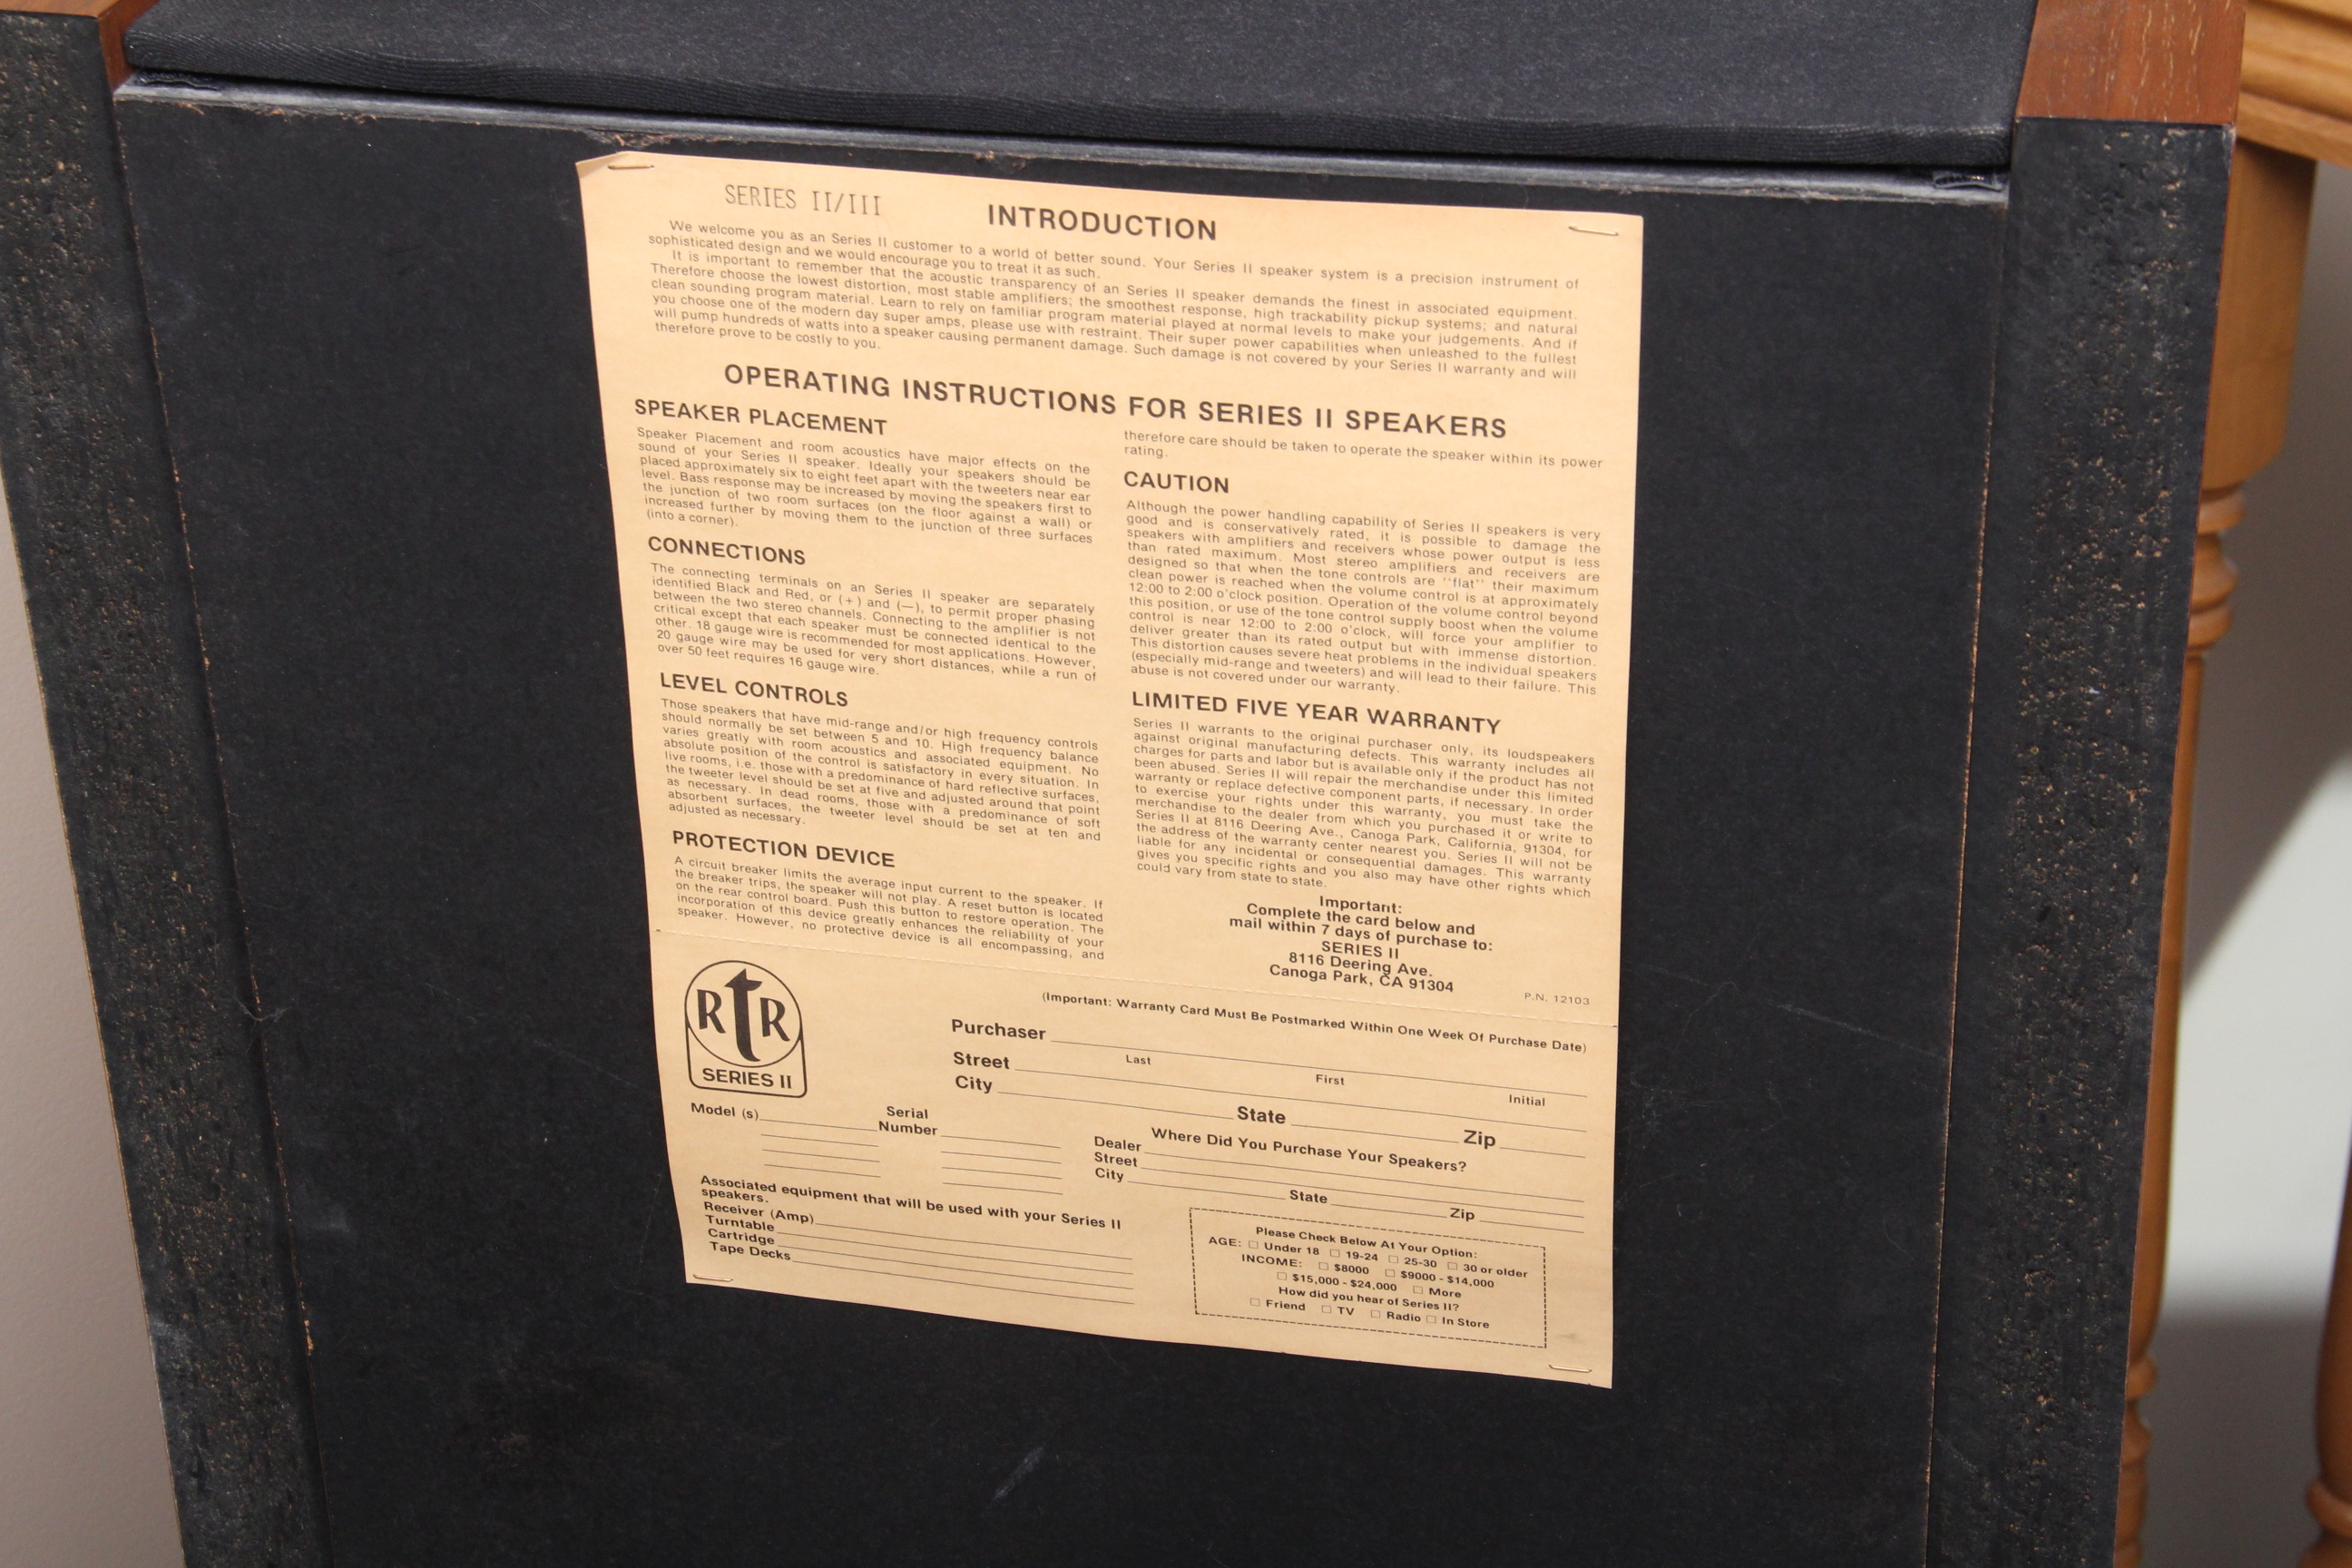 SERIES II/III
INTRODUCTION
We welcome you as an Series II customer to a world of better sound. Your Series II speaker system is a precision instrument of
sophisticated design and we would encourage you to treat it as such.
It is important to remember that the acoustic transparency of an Series II speaker demands the finest in associated equipment.
Therefore choose the lowest distortion, most stable amplifiers; the smoothest response, high trackability pickup systems; and natural
clean sounding program material. Learn to rely on familiar program material played at normal levels to make your judgements. And if
you choose one of the modern day super amps, please use with restraint. Their super power capabilities when unleashed to the fullest
will pump hundreds of watts into a speaker causing permanent damage. Such damage is not covered by your Series II warranty and will
therefore prove to be costly to you.
OPERATING INSTRUCTIONS FOR SERIES II SPEAKERS
SPEAKER PLACEMENT
Speaker Placement and room acoustics have major effects on the
sound of your Series II speaker. Ideally your speakers should be
placed approximately six to eight feet apart with the tweeters near ear
level. Bass response may be increased by moving the speakers first to
the junction of two room surfaces (on the floor against a wall) or
increased further by moving them to the junction of three surfaces
(into a corner).
CONNECTIONS
The connecting terminals on an Series II speaker are separately
identified Black and Red, or (+) and (—), to permit proper phasing
between the two stereo channels. Connecting to the amplifier is not
critical except that each speaker must be connected identical to the
other. 18 gauge wire is recommended for most applications. However,
20 gauge wire may be used for very short distances, while a run of
over 50 feet requires 16 gauge wire.
LEVEL CONTROLS
Those speakers that have mid-range and/or high frequency controls
should normally be set between 5 and 10. High frequency balance
varies greatly with room acoustics and associated equipment. No
absolute position of the control is satisfactory in every situation. In
live rooms, i.e. those with a predominance of hard reflective surfaces,
the tweeter level should be set at five and adjusted around that point
as necessary. In dead rooms, those with a predominance of soft
absorbent surfaces, the tweeter level should be set at ten and
adjusted as necessary.
PROTECTION DEVICE
A circuit breaker limits the average input current to the speaker. If
the breaker trips, the speaker will not play. A reset button is located
on the rear control board. Push this button to restore operation. The
incorporation of this device greatly enhances the reliability of your
speaker. However, no protective device is all encompassing, and
therefore care should be taken to operate the speaker within its power
rating.
CAUTION
Although the power handling capability of Series II speakers is very
good and is conservatively rated, it is possible to damage the
speakers with amplifiers and receivers whose power output is less
than rated maximum. Most stereo amplifiers and receivers are
designed so that when the tone controls are "flat" their maximum
clean power is reached when the volume control is at approximately
12:00 to 2:00 o'clock position. Operation of the volume control beyond
this position, or use of the tone control supply boost when the volume
control is near 12:00 to 2:00 o'clock, will force your amplifier to
deliver greater than its rated output but with immense distortion.
This distortion causes severe heat problems in the individual speakers
(especially mid-range and tweeters) and will lead to their failure. This
abuse is not covered under our warranty.
LIMITED FIVE YEAR WARRANTY
Series II warrants to the original purchaser only, its loudspeakers
against original manufacturing defects. This warranty includes all
charges for parts and labor but is available only if the product has not
been abused. Series II will repair the merchandise under this limited
warranty or replace defective component parts, if necessary. In order
to exercise your rights under this warranty, you must take the
merchandise to the dealer from which you purchased it or write to
Series II at 8116 Deering Ave., Canoga Park, California, 91304, for
the address of the warranty center nearest you. Series II will not be
liable for any incidental or consequential damages. This warranty
gives you specific rights and you also may have other rights which
could vary from state to state.
Important:
Complete the card below and
mail within 7 days of purchase to:
SERIES II
8116 Deering Ave.
Canoga Park, CA 91304
P.N. 12103
RTR
SERIES II
(Important: Warranty Card Must Be Postmarked Within One Week Of Purchase Date)
Purchaser
Last First Initial
Street
City State Zip
Model (s) Serial Number
Where Did You Purchase Your Speakers?
Dealer
Street
City State Zip
Associated equipment that will be used with your Series II
speakers.
Receiver (Amp)
Turntable
Cartridge
Tape Decks
Please Check Below At Your Option:
AGE: □ Under 18 □ 19-24 □ 25-30 □ 30 or older
INCOME: □ $8000 □ $9000 - $14,000
□ $15,000 - $24,000 □ More
How did you hear of Series II?
□ Friend □ TV □ Radio □ In Store